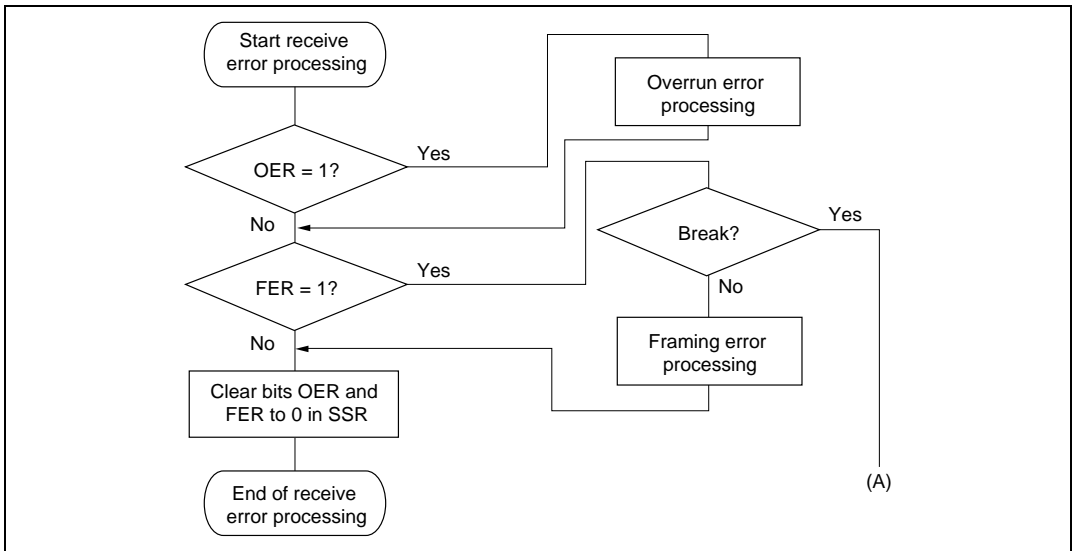 Start receive
error processing
OER = 1?
Yes
Overrun error
processing
No
FER = 1?
Yes
Break?
Yes
No
Framing error
processing
No
Clear bits OER and
FER to 0 in SSR
End of receive
error processing
(A)